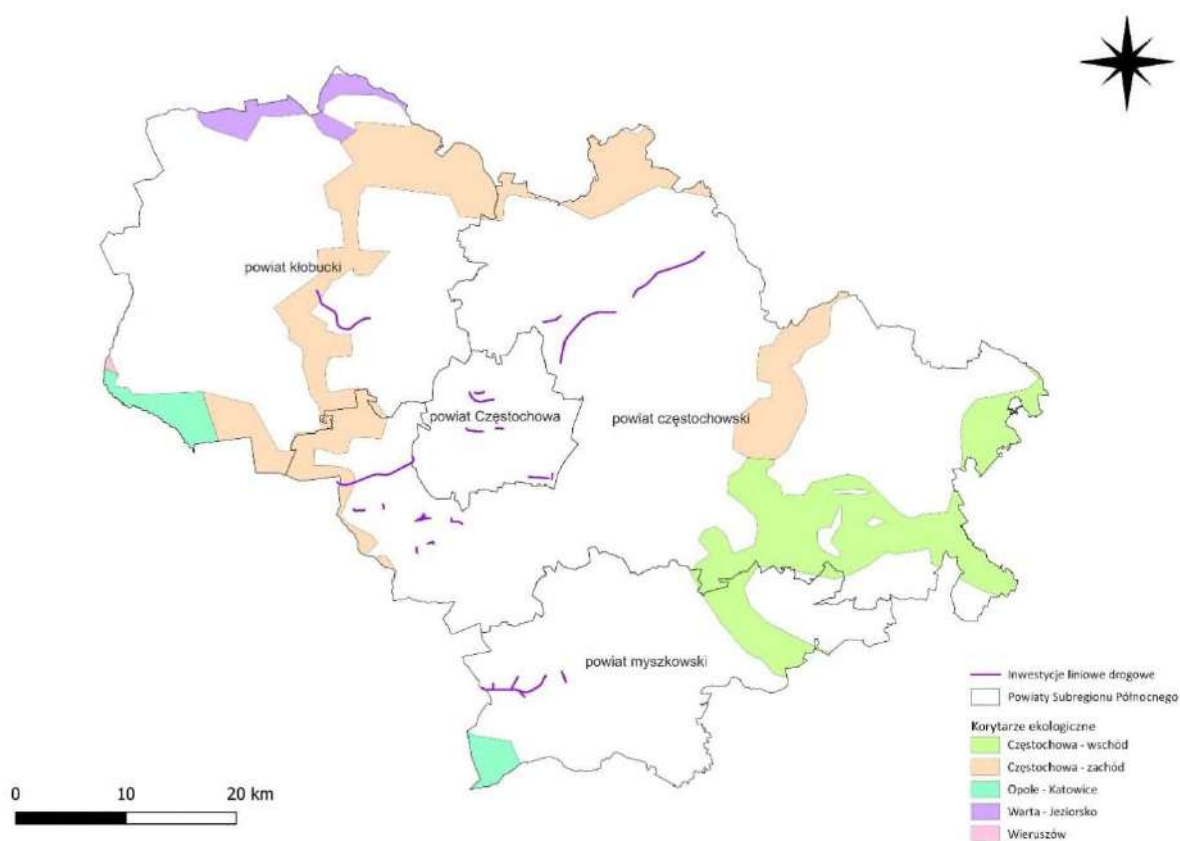 powiat kłobucki
powiat Częstochowa
powiat częstochowski
powiat myszkowski
Inwestycje liniowe drogowe
Powiaty Subregionu Północnego
Korytarze ekologiczne
Częstochowa - wschód
Częstochowa - zachód
Opole - Katowice
Warta - Jeziorsko
Wieruszów
0 10 20 km